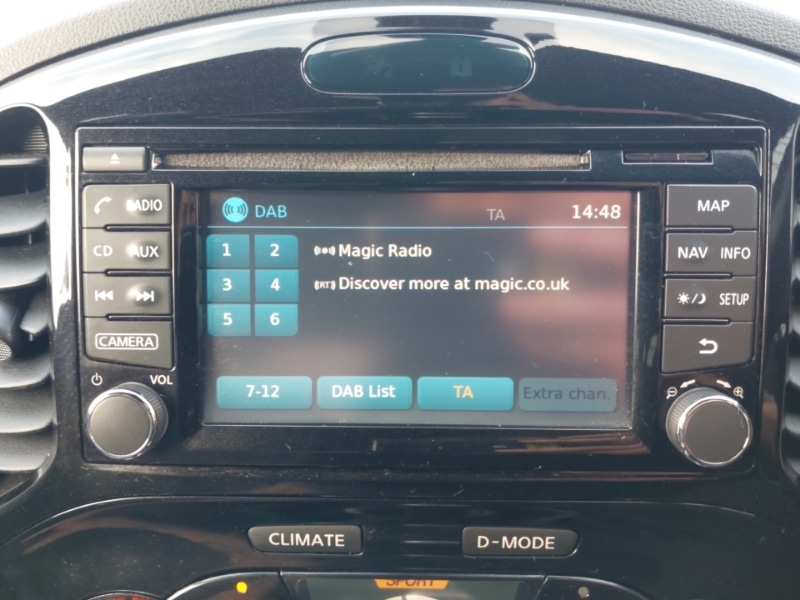 RADIO
CD AUX
CAMERA
VOL
DAB TA 14:48
1 2 Magic Radio
3 4 (RT) Discover more at magic.co.uk
5 6
7-12 DAB List TA Extra chan.
MAP
NAV INFO
SETUP
CLIMATE D-MODE
SPORT